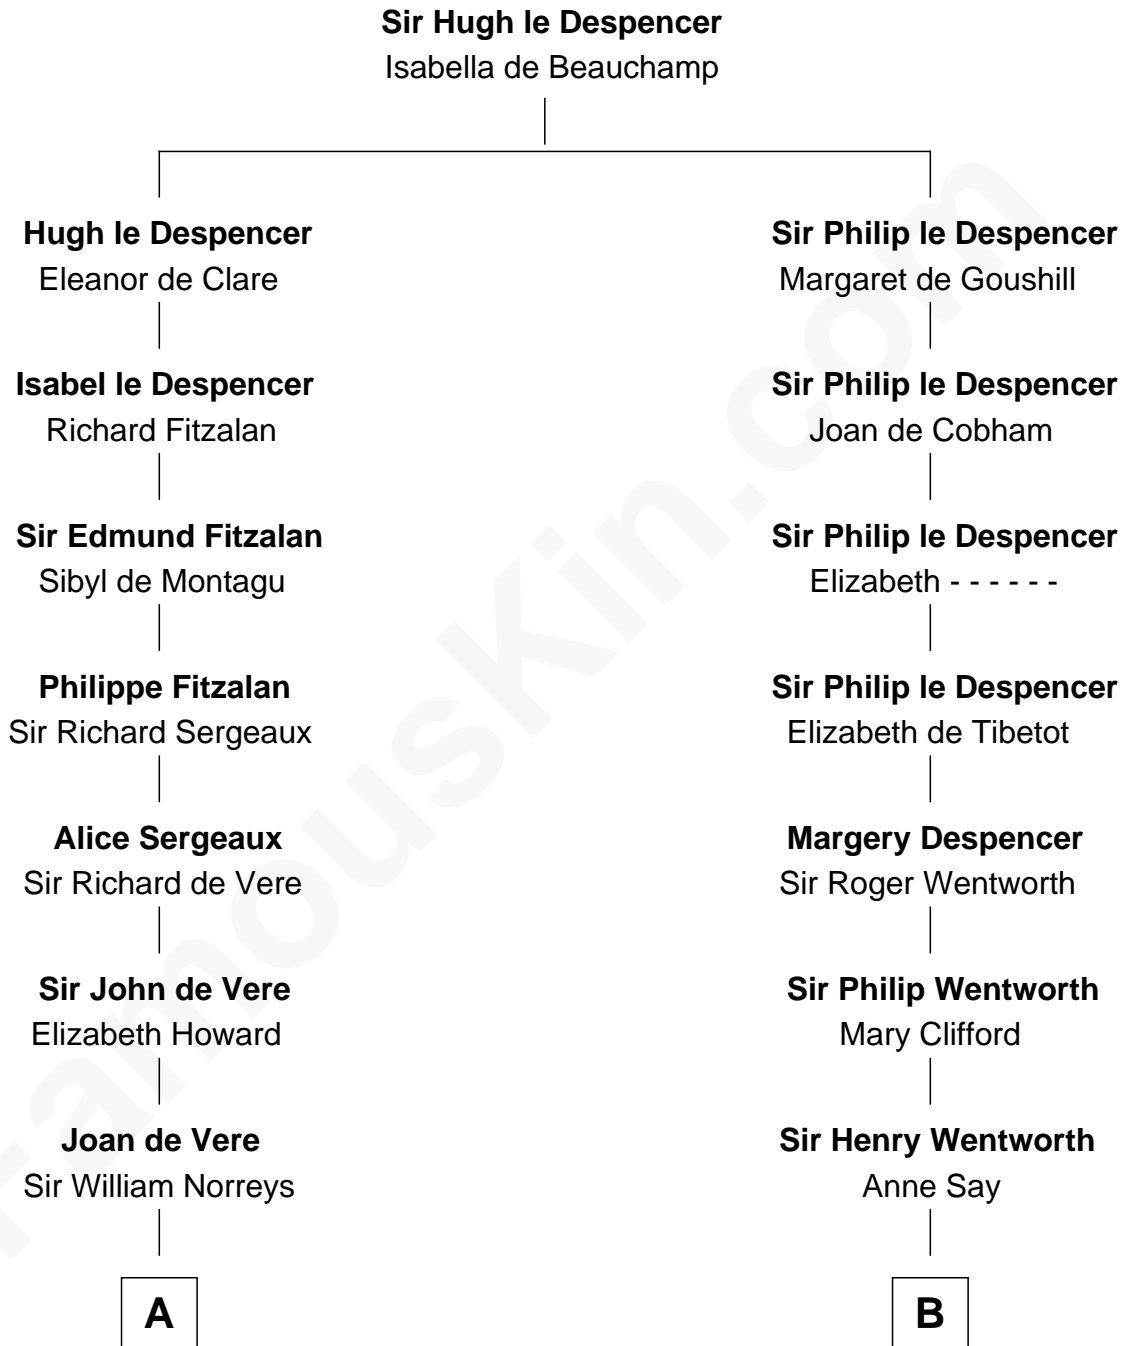 Sir Hugh le Despencer
Isabella de Beauchamp
Hugh le Despencer
Eleanor de Clare
Isabel le Despencer
Richard Fitzalan
Sir Edmund Fitzalan
Sibyl de Montagu
Philippe Fitzalan
Sir Richard Sergeaux
Alice Sergeaux
Sir Richard de Vere
Sir John de Vere
Elizabeth Howard
Joan de Vere
Sir William Norreys
A
Sir Philip le Despencer
Margaret de Goushill
Sir Philip le Despencer
Joan de Cobham
Sir Philip le Despencer
Elizabeth - - - - - -
Sir Philip le Despencer
Elizabeth de Tibetot
Margery Despencer
Sir Roger Wentworth
Sir Philip Wentworth
Mary Clifford
Sir Henry Wentworth
Anne Say
B
FamousKin.com